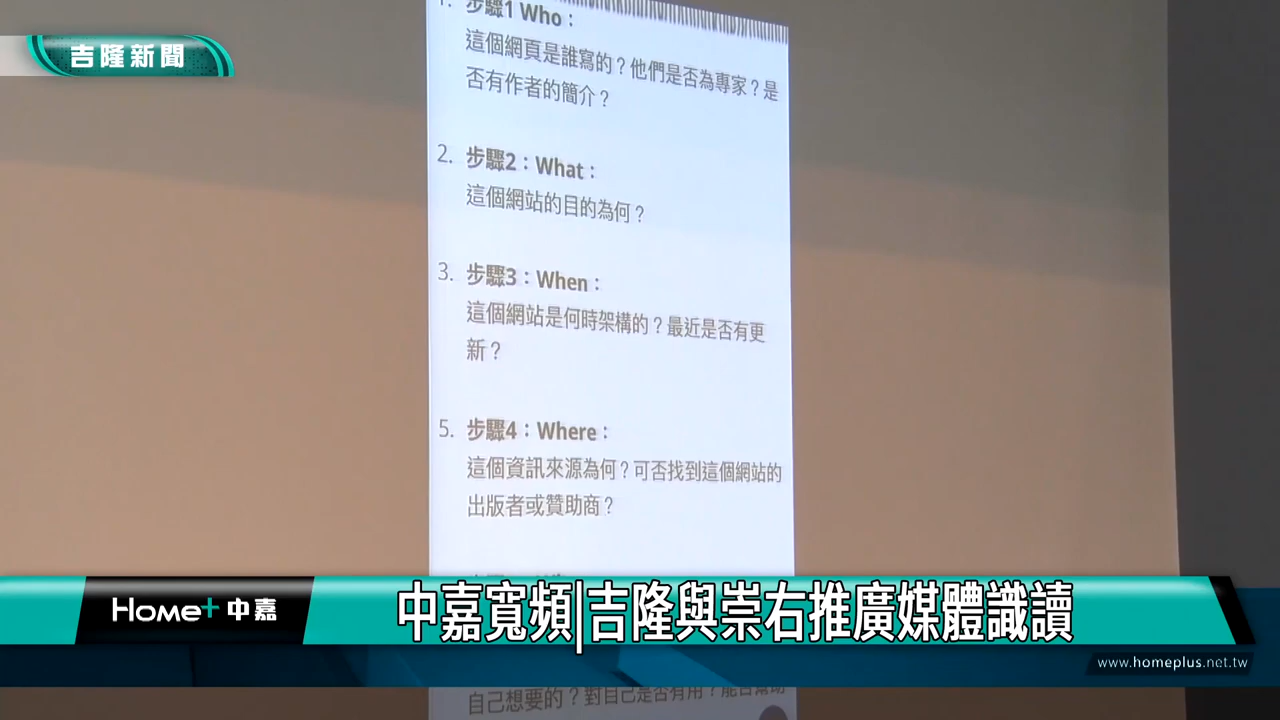 吉隆新聞
1. 步驟1 Who：
這個網頁是誰寫的？他們是否為專家？是
否有作者的簡介？
2. 步驟2：What：
這個網站的目的為何？
3. 步驟3：When：
這個網站是何時架構的？最近是否有更
新？
5. 步驟4：Where：
這個資訊來源為何？可否找到這個網站的
出版者或贊助商？
Home+中嘉
中嘉寬頻|吉隆與崇右推廣媒體識讀
www.homeplus.net.tw
自己想要的？對自己是否有用？能否幫助